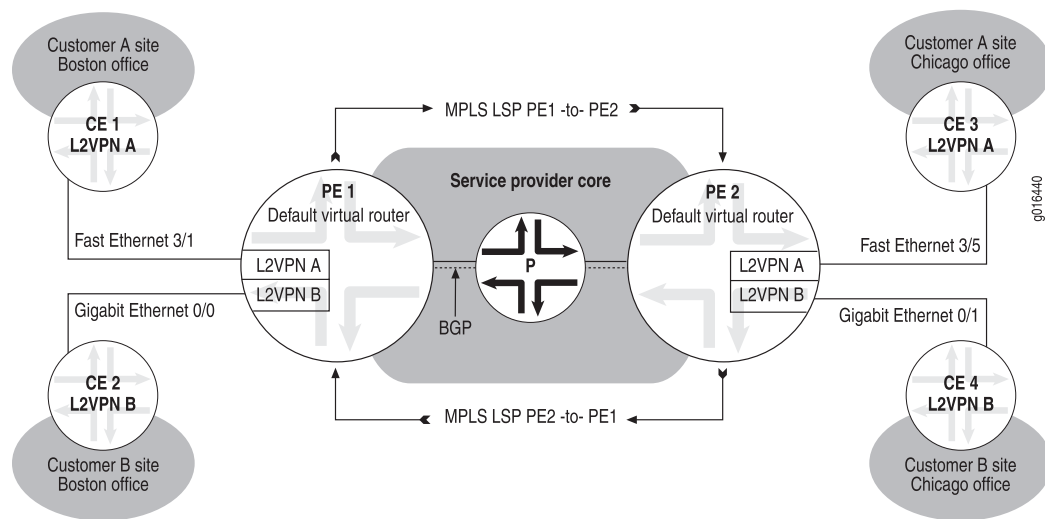 Customer A site
Boston office
CE 1
L2VPN A
Customer A site
Chicago office
CE 3
L2VPN A
MPLS LSP PE1 -to- PE2
Service provider core
PE 1
Default virtual router
PE 2
Default virtual router
g016440
Fast Ethernet 3/1
L2VPN A
L2VPN B
P
L2VPN A
L2VPN B
Fast Ethernet 3/5
Gigabit Ethernet 0/0
BGP
Gigabit Ethernet 0/1
CE 2
L2VPN B
Customer B site
Boston office
MPLS LSP PE2 -to- PE1
CE 4
L2VPN B
Customer B site
Chicago office